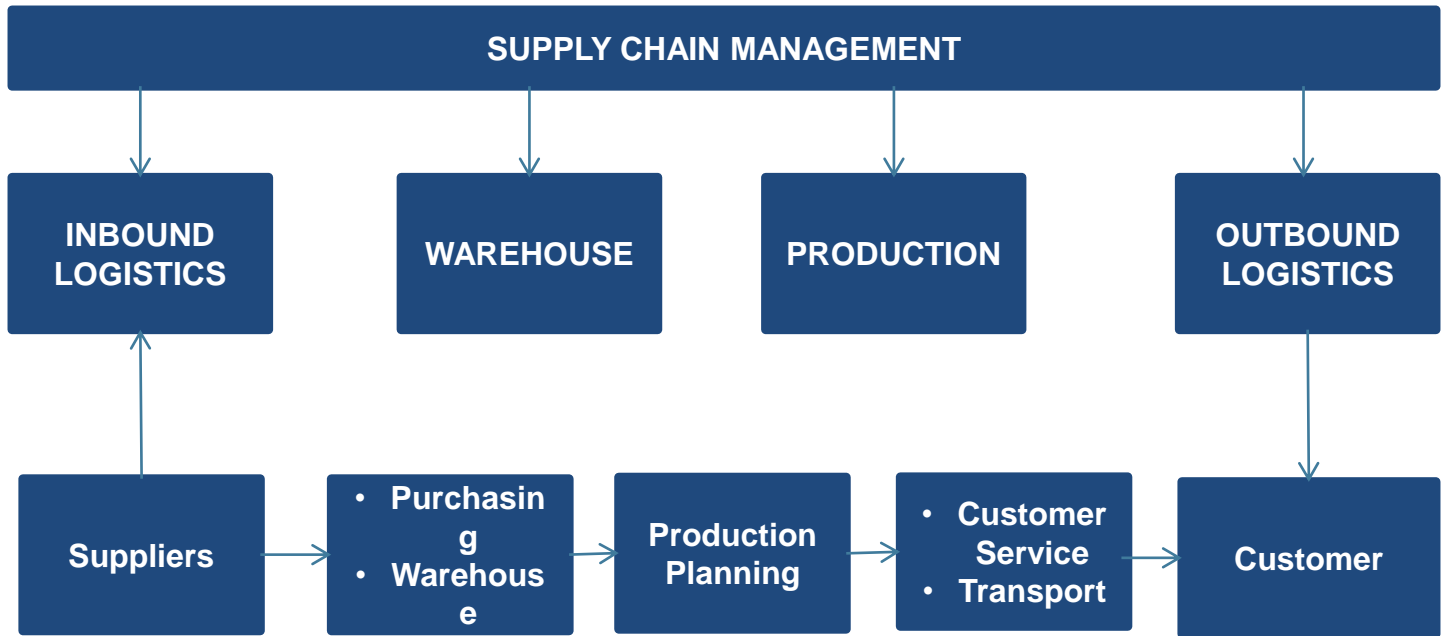 SUPPLY CHAIN MANAGEMENT
INBOUND
LOGISTICS
WAREHOUSE
PRODUCTION
OUTBOUND
LOGISTICS
Suppliers
• Purchasin
g
• Warehous
e
Production
Planning
• Customer
Service
• Transport
Customer